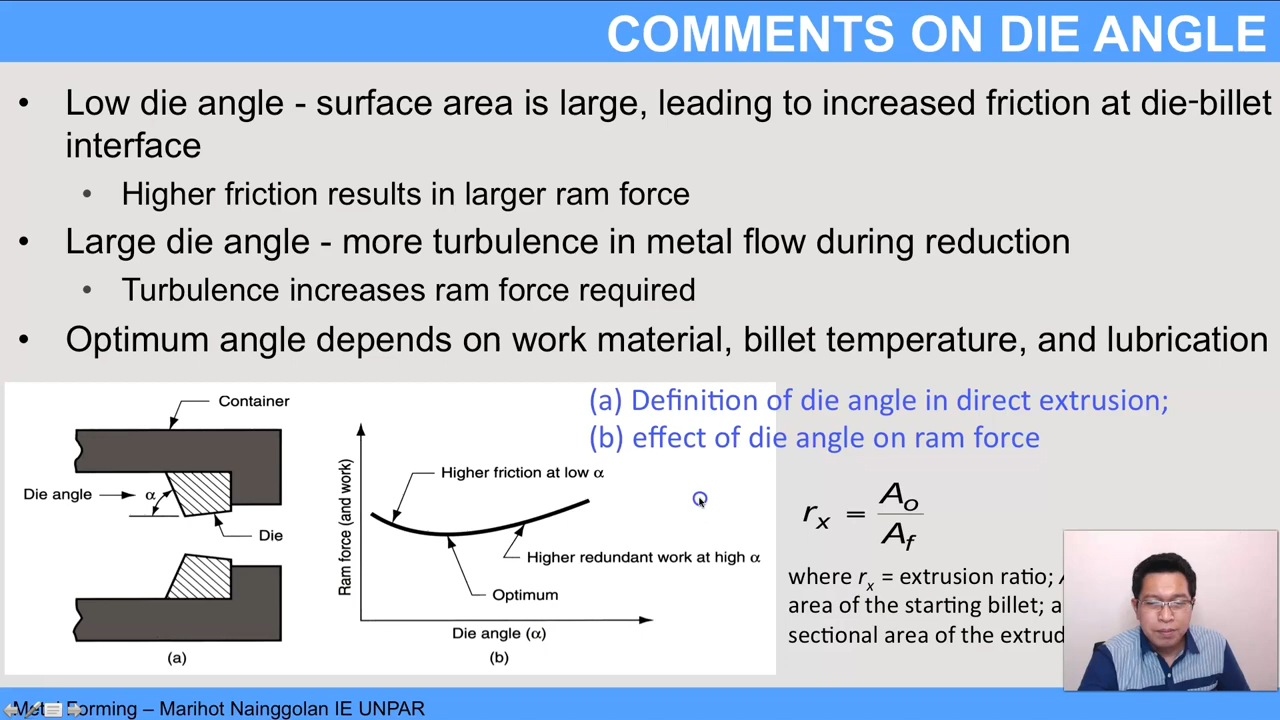 COMMENTS ON DIE ANGLE
• Low die angle - surface area is large, leading to increased friction at die-billet
interface
• Higher friction results in larger ram force
• Large die angle - more turbulence in metal flow during reduction
• Turbulence increases ram force required
• Optimum angle depends on work material, billet temperature, and lubrication
(a) Definition of die angle in direct extrusion;
(b) effect of die angle on ram force
Container
Die angle
α
Die
(a)
Ram force (and work)
Higher friction at low α
Higher redundant work at high α
Optimum
Die angle (α)
(b)
rx = Ao
Af
where rx = extrusion ratio;
area of the starting billet; a
sectional area of the extrud
Forming – Marihot Nainggolan IE UNPAR